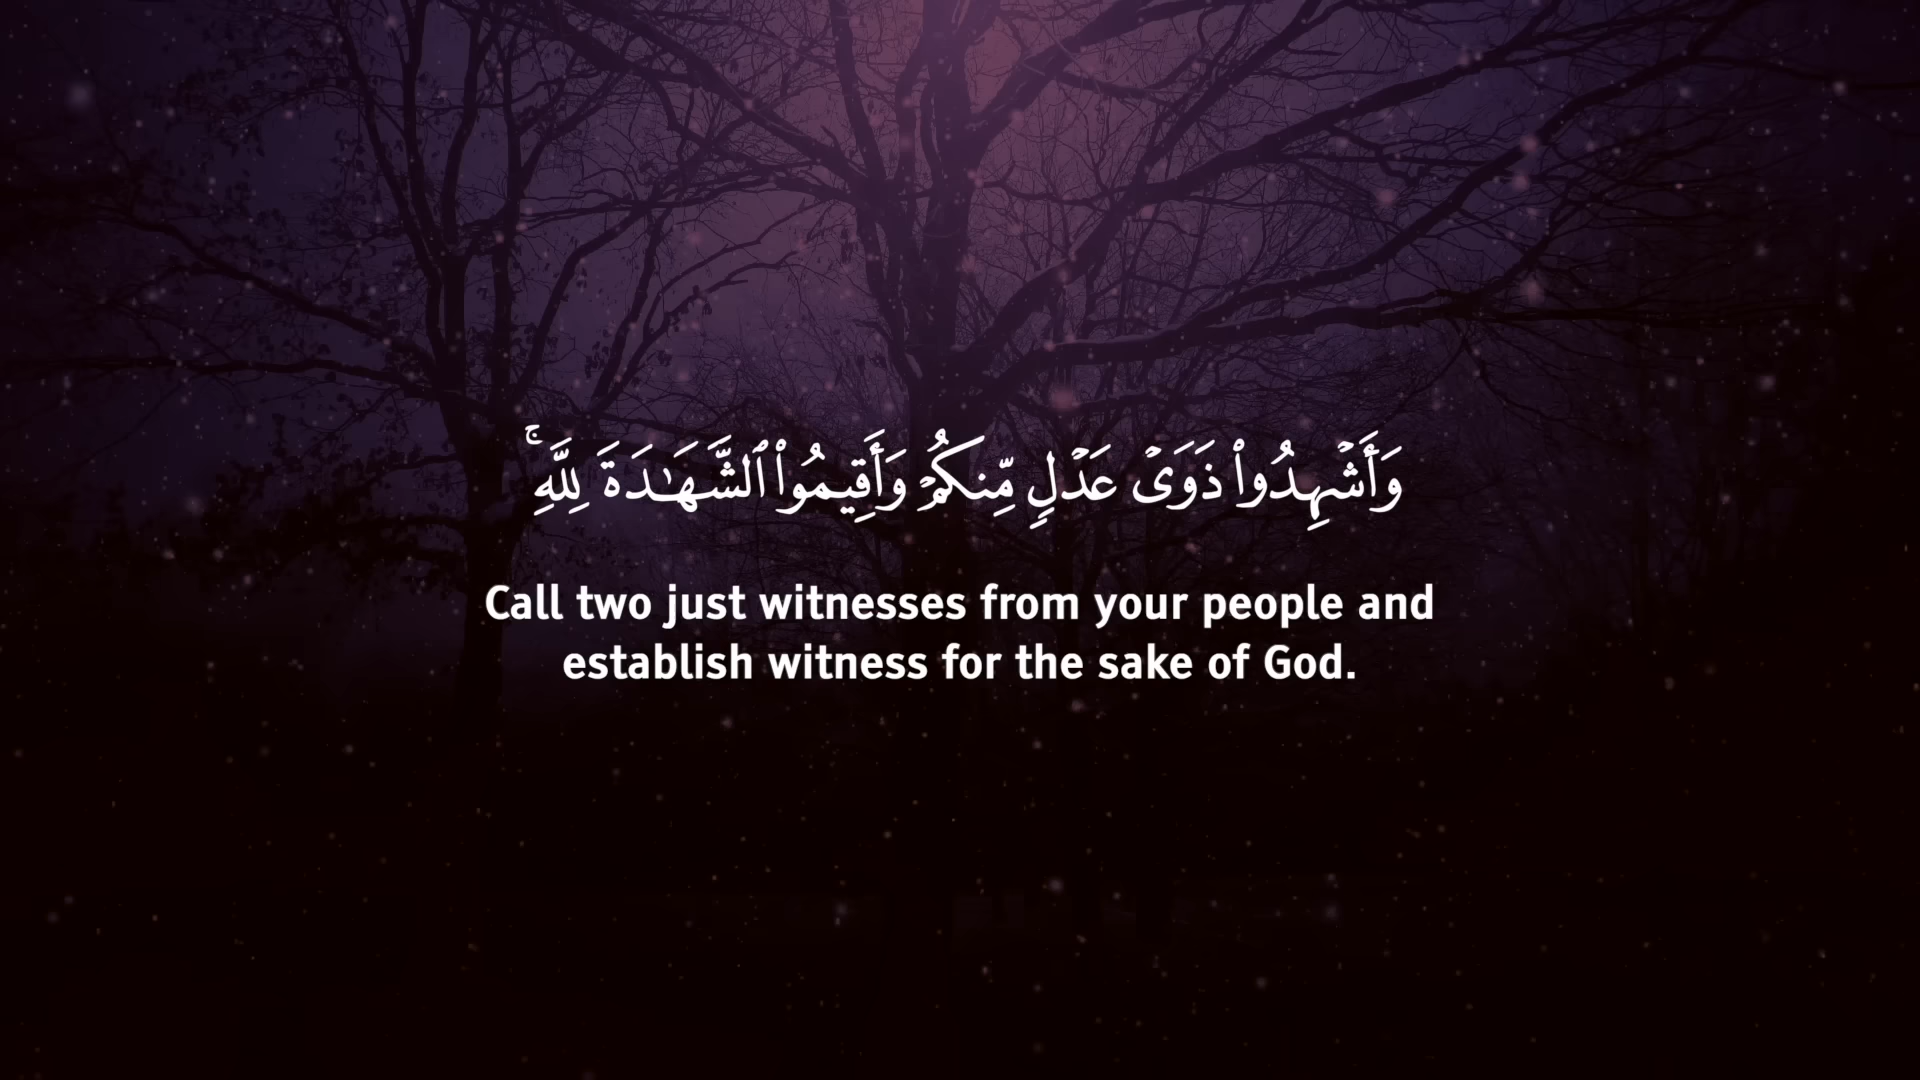 وَأَشۡهِدُوا۟ ذَوَىۡ عَدۡلٍ مِّنكُمۡ وَأَقِيمُوا۟ ٱلشَّهَـٰدَةَ لِلَّهِۚ
Call two just witnesses from your people and
establish witness for the sake of God.